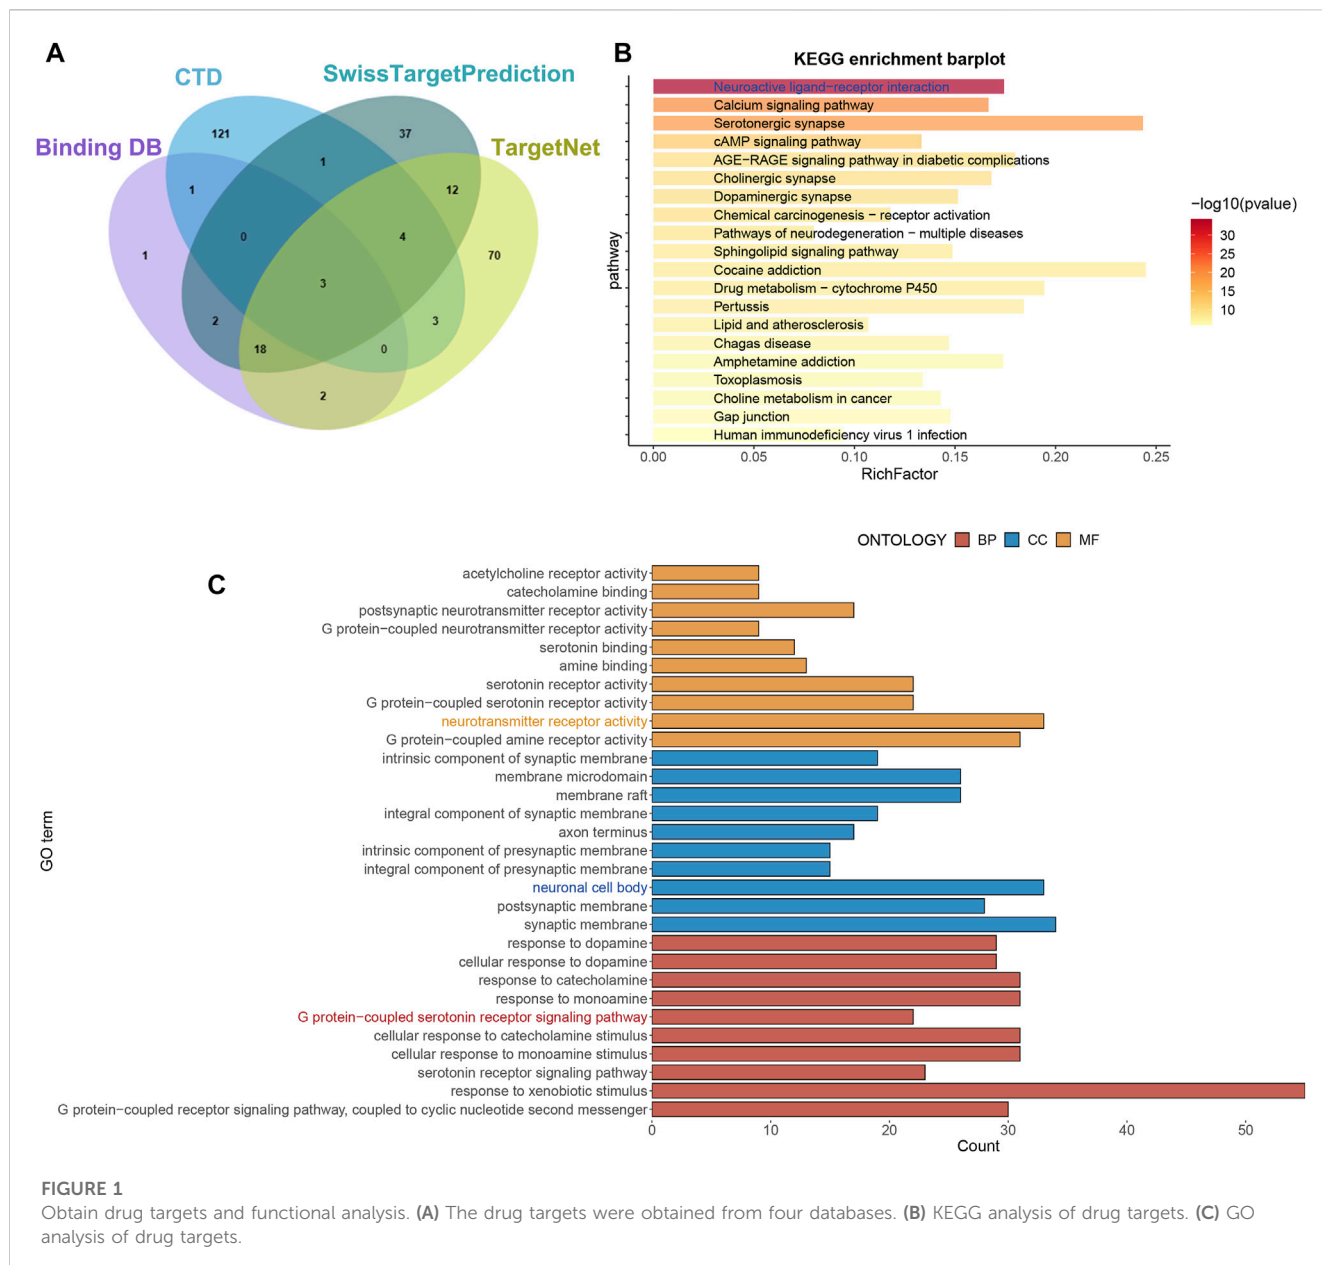 A
CTD
SwissTargetPrediction
Binding DB
TargetNet
121
37
1
1
12
1
0
4
70
3
2
3
18
0
2
B
KEGG enrichment barplot
pathway
Neuroactive ligand−receptor interaction
Calcium signaling pathway
Serotonergic synapse
cAMP signaling pathway
AGE−RAGE signaling pathway in diabetic complications
Cholinergic synapse
Dopaminergic synapse
Chemical carcinogenesis − receptor activation
Pathways of neurodegeneration − multiple diseases
Sphingolipid signaling pathway
Cocaine addiction
Drug metabolism − cytochrome P450
Pertussis
Lipid and atherosclerosis
Chagas disease
Amphetamine addiction
Toxoplasmosis
Choline metabolism in cancer
Gap junction
Human immunodeficiency virus 1 infection
0.00 0.05 0.10 0.15 0.20 0.25
RichFactor
−log10(pvalue)
30
25
20
15
10
ONTOLOGY BP CC MF
C
GO term
acetylcholine receptor activity
catecholamine binding
postsynaptic neurotransmitter receptor activity
G protein−coupled neurotransmitter receptor activity
serotonin binding
amine binding
serotonin receptor activity
G protein−coupled serotonin receptor activity
neurotransmitter receptor activity
G protein−coupled amine receptor activity
intrinsic component of synaptic membrane
membrane microdomain
membrane raft
integral component of synaptic membrane
axon terminus
intrinsic component of presynaptic membrane
integral component of presynaptic membrane
neuronal cell body
postsynaptic membrane
synaptic membrane
response to dopamine
cellular response to dopamine
response to catecholamine
response to monoamine
G protein−coupled serotonin receptor signaling pathway
cellular response to catecholamine stimulus
cellular response to monoamine stimulus
serotonin receptor signaling pathway
response to xenobiotic stimulus
G protein−coupled receptor signaling pathway, coupled to cyclic nucleotide second messenger
0 10 20 30 40 50
Count
FIGURE 1
Obtain drug targets and functional analysis. (A) The drug targets were obtained from four databases. (B) KEGG analysis of drug targets. (C) GO
analysis of drug targets.